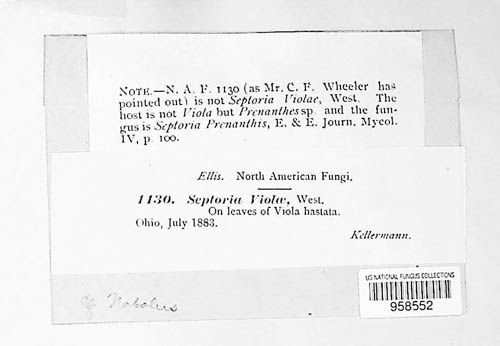 NOTE.—N. A. F. 1130 (as Mr. C. F. Wheeler has
pointed out) is not Septoria Violae, West. The
host is not Viola but Prenanthes sp. and the fun-
gus is Septoria Prenanthis, E. & E. Journ. Mycol.
IV, p. 100.
Ellis. North American Fungi.
1130. Septoria Violæ, West.
On leaves of Viola hastata.
Ohio, July 1883.
Kellermann.
US NATIONAL FUNGUS COLLECTIONS
958552
Cf Nabalus